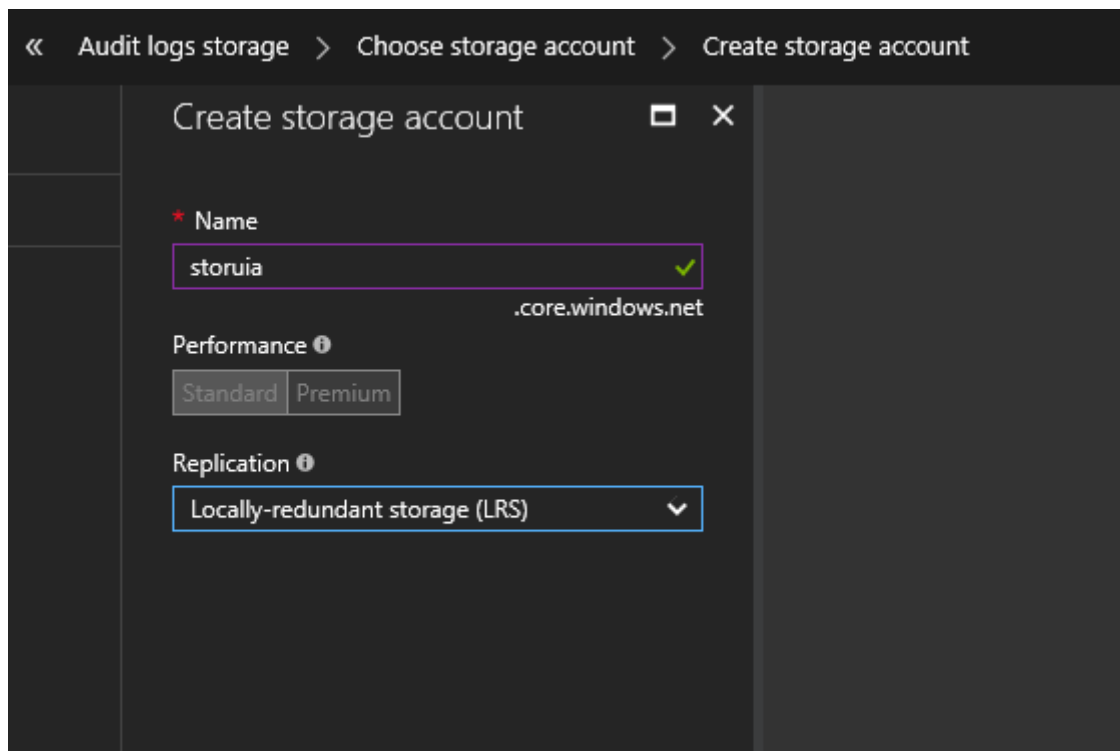 « Audit logs storage > Choose storage account > Create storage account
Create storage account
* Name
storuia
.core.windows.net
Performance
Standard Premium
Replication
Locally-redundant storage (LRS)